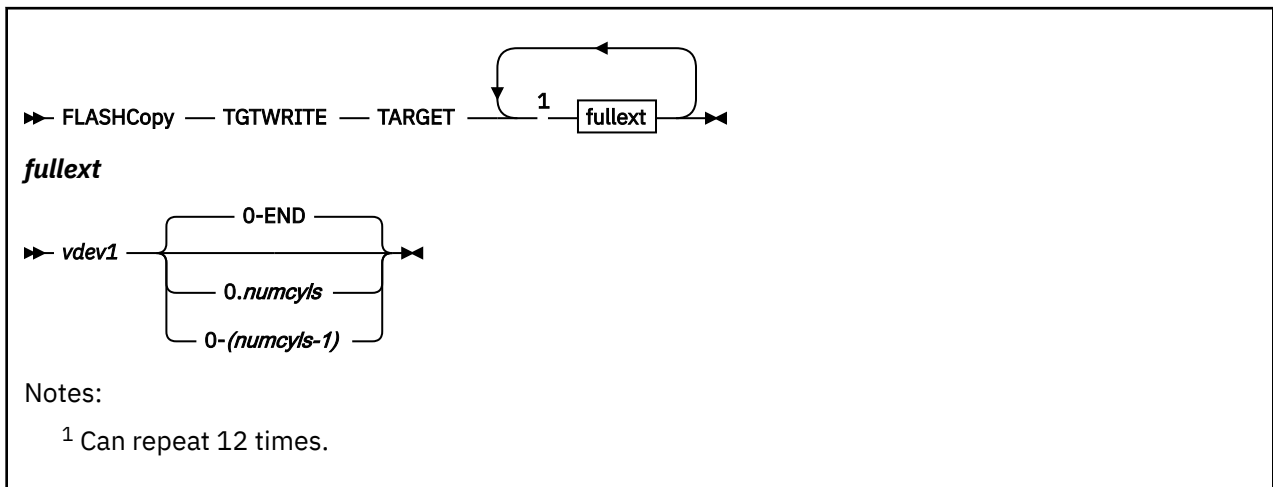 1
FLASHCopy TGTWRITE TARGET fullext
fullext
0-END
vdev1
0.numcyls
0-(numcyls-1)
Notes:
1 Can repeat 12 times.